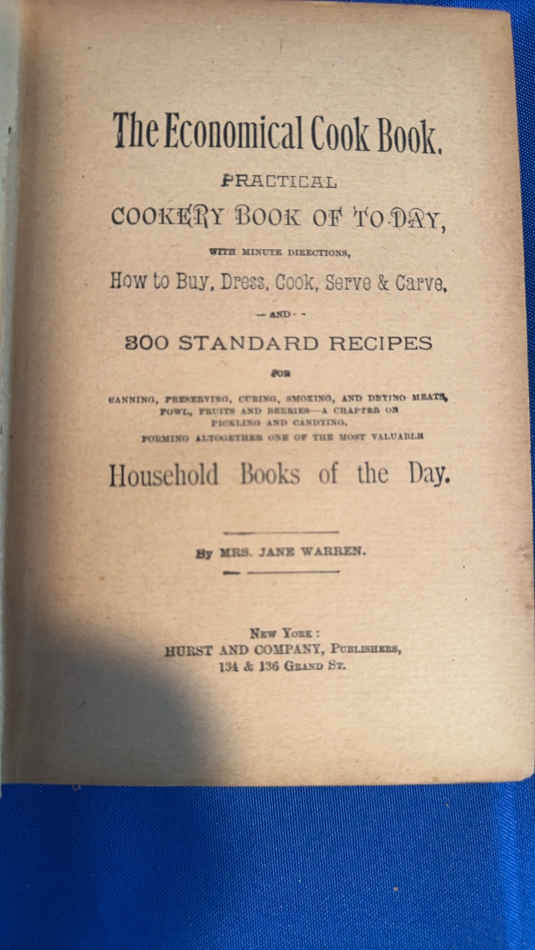 The Economical Cook Book.
PRACTICAL
COOKERY BOOK OF TO-DAY,
WITH MINUTE DIRECTIONS,
How to Buy, Dress, Cook, Serve & Carve,
— AND - -
300 STANDARD RECIPES
FOR
CANNING, PRESERVING, CURING, SMOKING, AND DRYING MEATS,
FOWL, FRUITS AND BERRIES—A CHAPTER ON
PICKLING AND CANDYING,
FORMING ALTOGETHER ONE OF THE MOST VALUABLE
Household Books of the Day.
By MRS. JANE WARREN.
NEW YORK:
HURST AND COMPANY, PUBLISHERS,
134 & 136 GRAND ST.